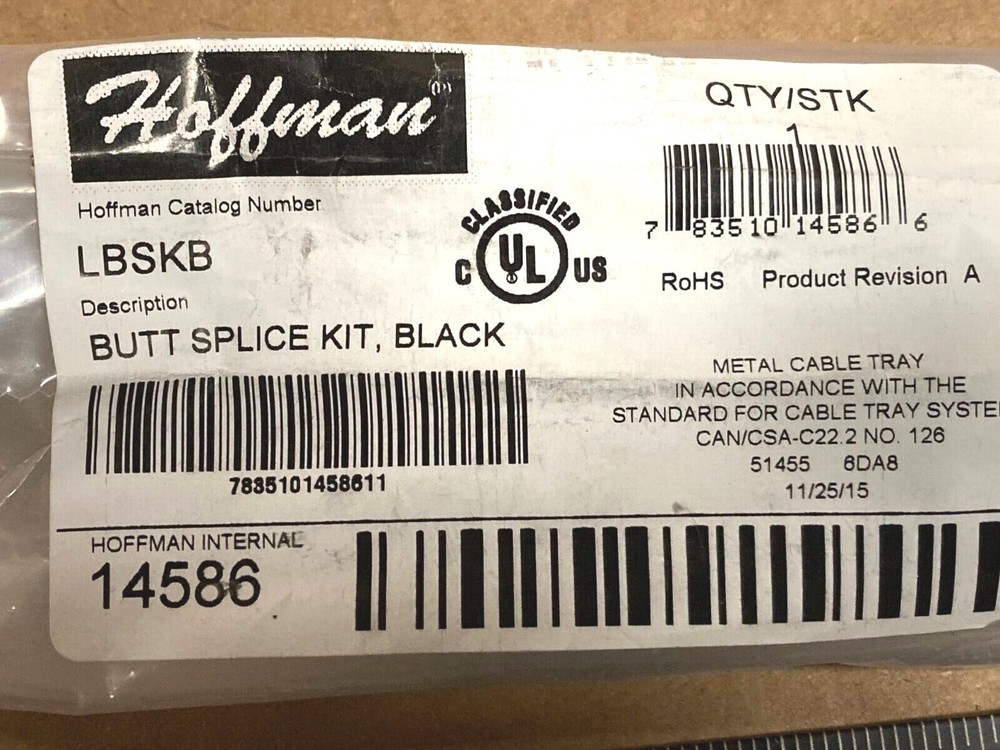 Hoffman
Hoffman Catalog Number
LBSKB
Description
BUTT SPLICE KIT, BLACK
7835101458611
CLASSIFIED
C UL US
QTY/STK
1
7 83510 14586 6
RoHS Product Revision A
METAL CABLE TRAY
IN ACCORDANCE WITH THE
STANDARD FOR CABLE TRAY
CAN/CSA-C22.2 NO. 126
51455 6DA8
11/25/15
HOFFMAN INTERNAL
14586